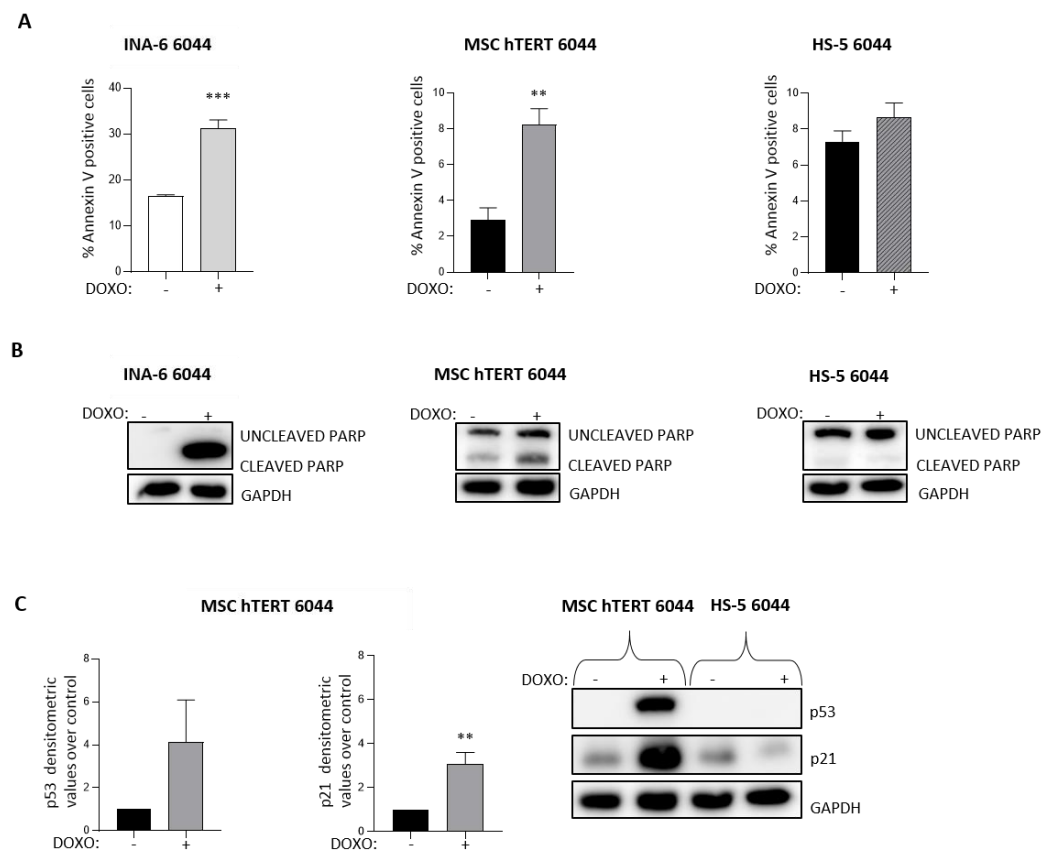 A
INA-6 6044
MSC hTERT 6044
HS-5 6044
% Annexin V positive cells
40
30
20
10
0
***
DOXO: - +
% Annexin V positive cells
10
8
6
4
2
0
**
DOXO: - +
% Annexin V positive cells
10
8
6
4
2
0
DOXO: - +
B
INA-6 6044
DOXO: - +
UNCLEAVED PARP
CLEAVED PARP
GAPDH
MSC hTERT 6044
DOXO: - +
UNCLEAVED PARP
CLEAVED PARP
GAPDH
HS-5 6044
DOXO: - +
UNCLEAVED PARP
CLEAVED PARP
GAPDH
C
MSC hTERT 6044
p53 densitometric
values over control
8
6
4
2
0
DOXO: - +
p21 densitometric
values over control
8
6
4
2
0
**
DOXO: - +
MSC hTERT 6044 HS-5 6044
DOXO: - + - +
p53
p21
GAPDH